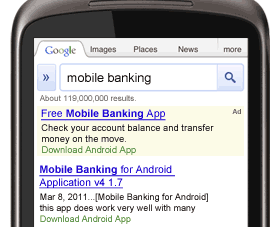 Google Images Places News more
» mobile banking
About 119,000,000 results.
Free Mobile Banking App Ad
Check your account balance and transfer
money on the move.
Download Android App
Mobile Banking for Android
Application v4 1.7
Mar 8, 2011...[Mobile Banking for Android]
this app does work very well with many
Download Android App